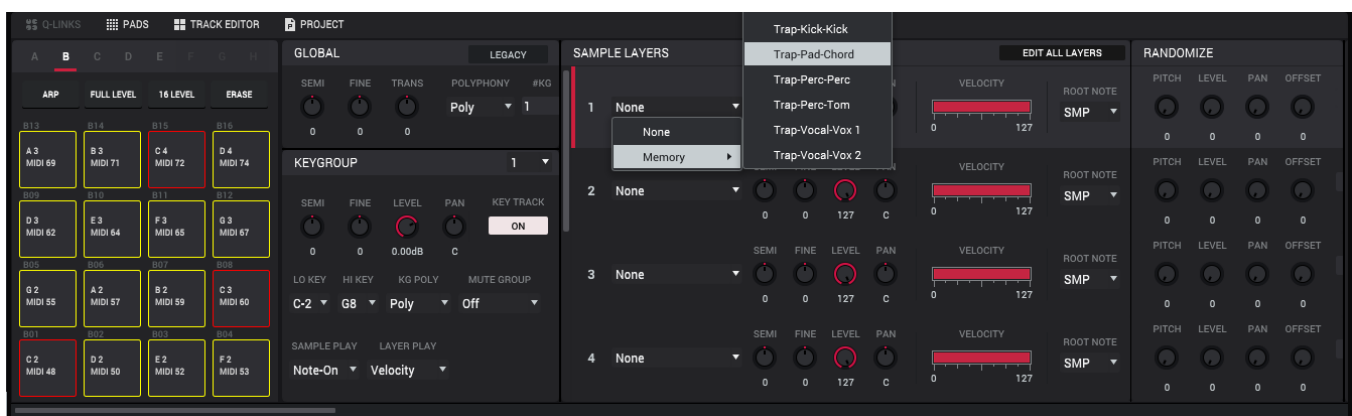 Q-LINKS PADS TRACK EDITOR PROJECT
A B C D E F G H
ARP FULL LEVEL 16 LEVEL ERASE
B13 B14 B15 B16
A 3 B 3 C 4 D 4
MIDI 69 MIDI 71 MIDI 72 MIDI 74
B09 B10 B11 B12
D 3 E 3 F 3 G 3
MIDI 62 MIDI 64 MIDI 65 MIDI 67
B05 B06 B07 B08
G 2 A 2 B 2 C 3
MIDI 55 MIDI 57 MIDI 59 MIDI 60
B01 B02 B03 B04
C 2 D 2 E 2 F 2
MIDI 48 MIDI 50 MIDI 52 MIDI 53
GLOBAL LEGACY
SEMI FINE TRANS POLYPHONY #KG
Poly 1
0 0 0
KEYGROUP 1
SEMI FINE LEVEL PAN KEY TRACK
ON
0 0 0.00dB C
LO KEY HI KEY KG POLY MUTE GROUP
C-2 G8 Poly Off
SAMPLE PLAY LAYER PLAY
Note-On Velocity
SAMPLE LAYERS EDIT ALL LAYERS
Trap-Kick-Kick
Trap-Pad-Chord
Trap-Perc-Perc
Trap-Perc-Tom
Trap-Vocal-Vox 1
Trap-Vocal-Vox 2
VELOCITY ROOT NOTE
1 None SMP
0 127
None
Memory
VELOCITY ROOT NOTE
2 None SMP
0 0 127 C 0 127
SEMI FINE LEVEL PAN VELOCITY ROOT NOTE
3 None SMP
0 0 127 C 0 127
SEMI FINE LEVEL PAN VELOCITY ROOT NOTE
4 None SMP
0 0 127 C 0 127
RANDOMIZE
PITCH LEVEL PAN OFFSET
0 0 0 0
PITCH LEVEL PAN OFFSET
0 0 0 0
PITCH LEVEL PAN OFFSET
0 0 0 0
PITCH LEVEL PAN OFFSET
0 0 0 0